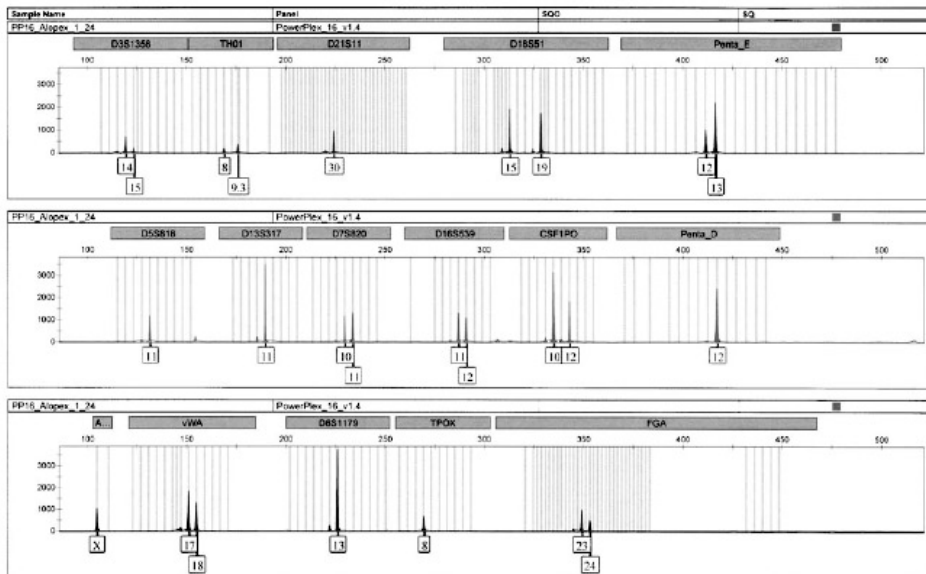 Sample Name Panel SQO SQ
PP16_Alopex_1_24 PowerPlex_16_v1.4
D3S1358 TH01 D21S11 D18S51 Penta_E
100 150 200 250 300 350 400 450 500
3000
2000
1000
0
14 8 30 15 19 12
15 9.3 13
PP16_Alopex_1_24 PowerPlex_16_v1.4
D5S818 D13S317 D7S820 D16S539 CSF1PO Penta_D
100 150 200 250 300 350 400 450 500
3000
2000
1000
0
11 11 10 11 10 12 12
11 12
PP16_Alopex_1_24 PowerPlex_16_v1.4
A... vWA D8S1179 TPOX FGA
100 150 200 250 300 350 400 450 500
3000
2000
1000
0
X 17 13 8 23
18 24